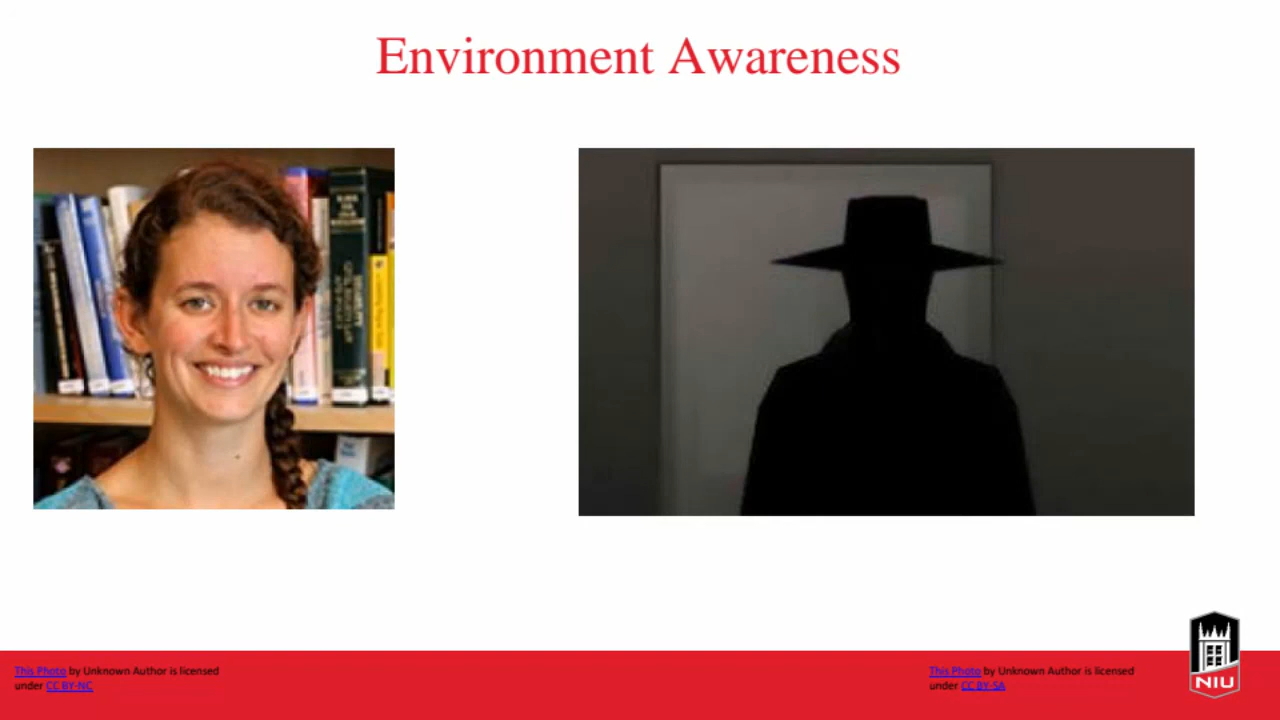 Environment Awareness
This Photo by Unknown Author is licensed
under CC BY-NC
This Photo by Unknown Author is licensed
under CC BY-SA
NIU